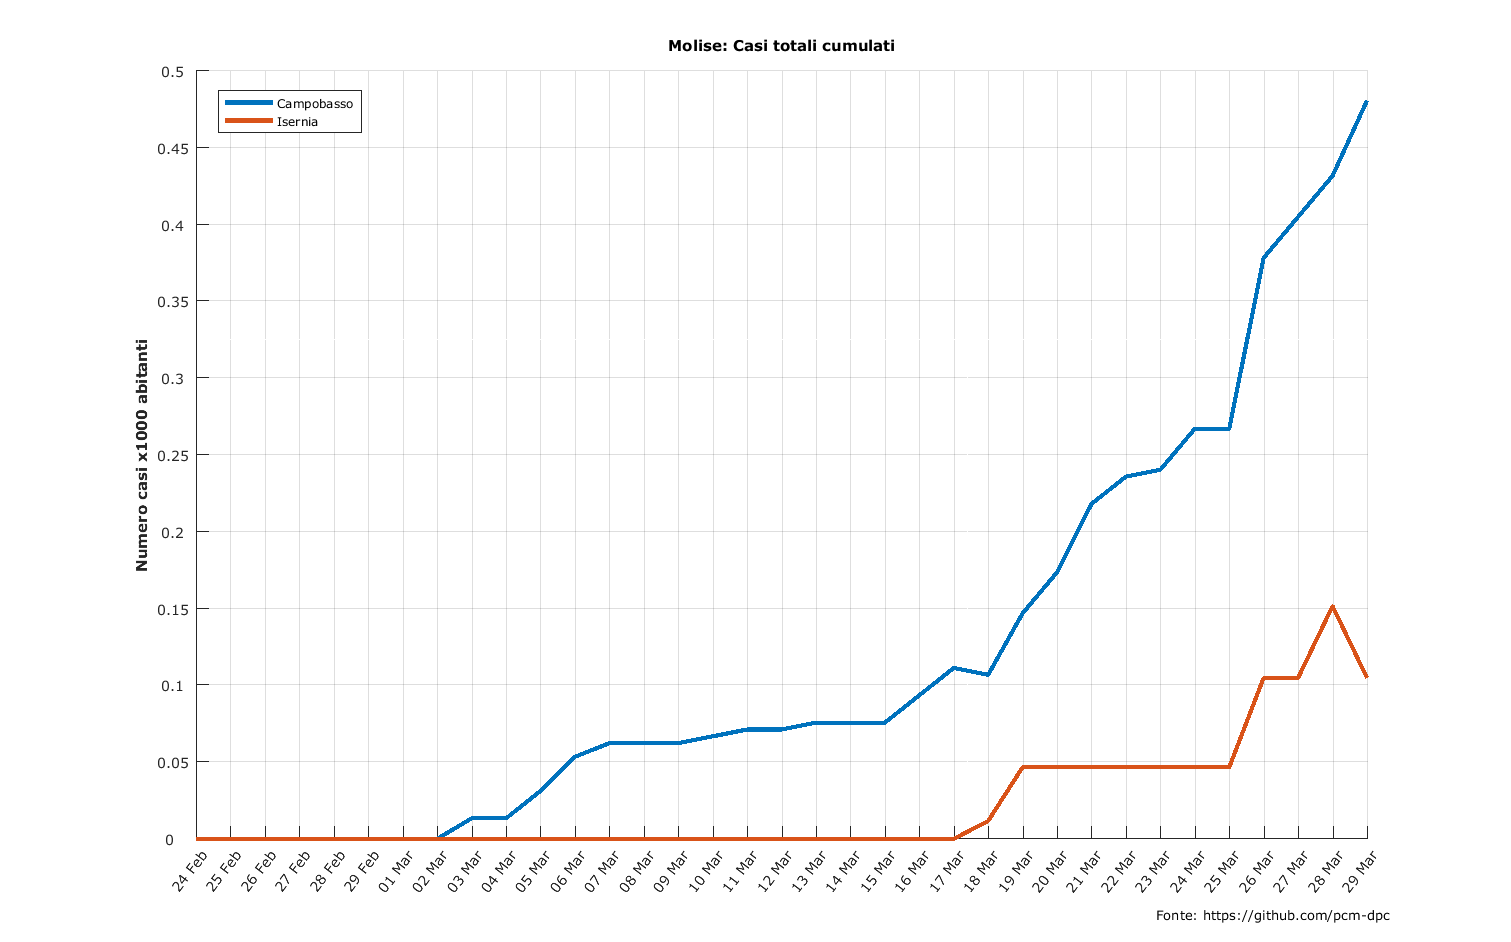 Molise: Casi totali cumulati
Campobasso
Isernia
Numero casi x1000 abitanti
0.5
0.45
0.4
0.35
0.3
0.25
0.2
0.15
0.1
0.05
0
24 Feb
25 Feb
26 Feb
27 Feb
28 Feb
29 Feb
01 Mar
02 Mar
03 Mar
04 Mar
05 Mar
06 Mar
07 Mar
08 Mar
09 Mar
10 Mar
11 Mar
12 Mar
13 Mar
14 Mar
15 Mar
16 Mar
17 Mar
18 Mar
19 Mar
20 Mar
21 Mar
22 Mar
23 Mar
24 Mar
25 Mar
26 Mar
27 Mar
28 Mar
29 Mar
Fonte: https://github.com/pcm-dpc